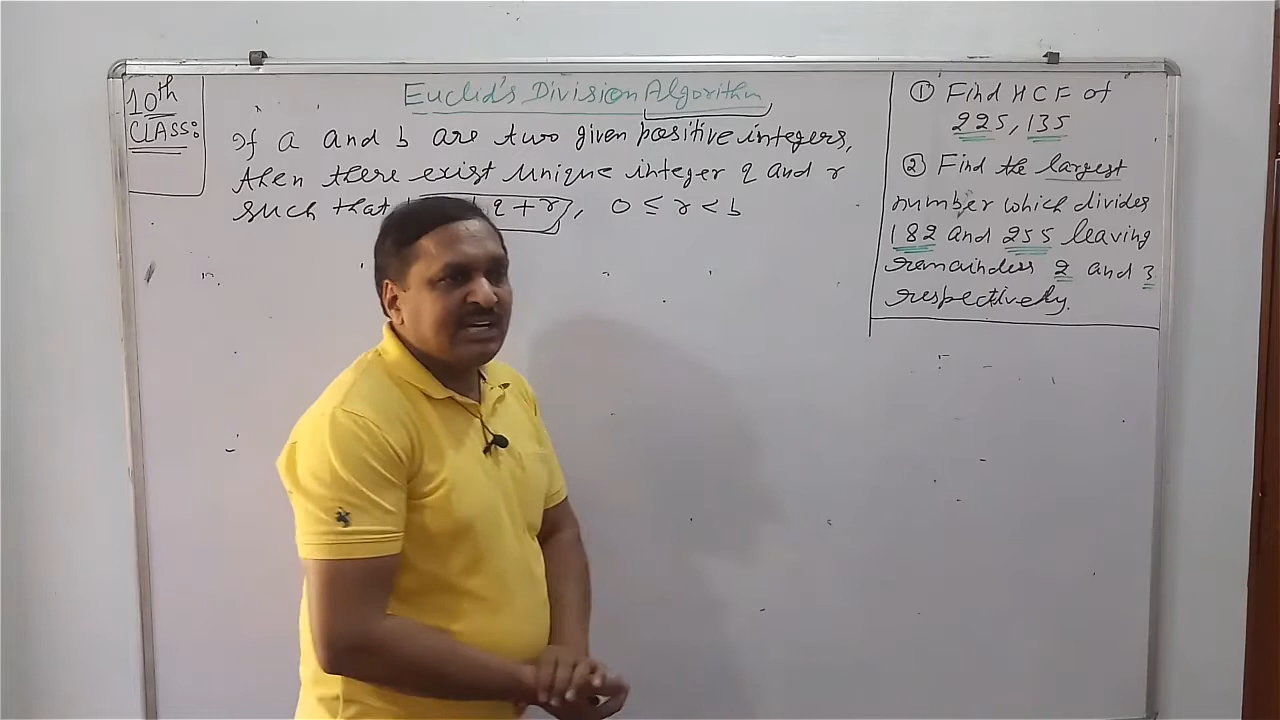 10th
CLASS:
Euclid's Division Algorithm
If a and b are two given positive integers,
then there exist unique integer q and r
such that q + r, 0 ≤ r < b
① Find HCF of
225, 135
② Find the largest
number which divides
182 and 255 leaving
remainders 2 and 3
respectively.